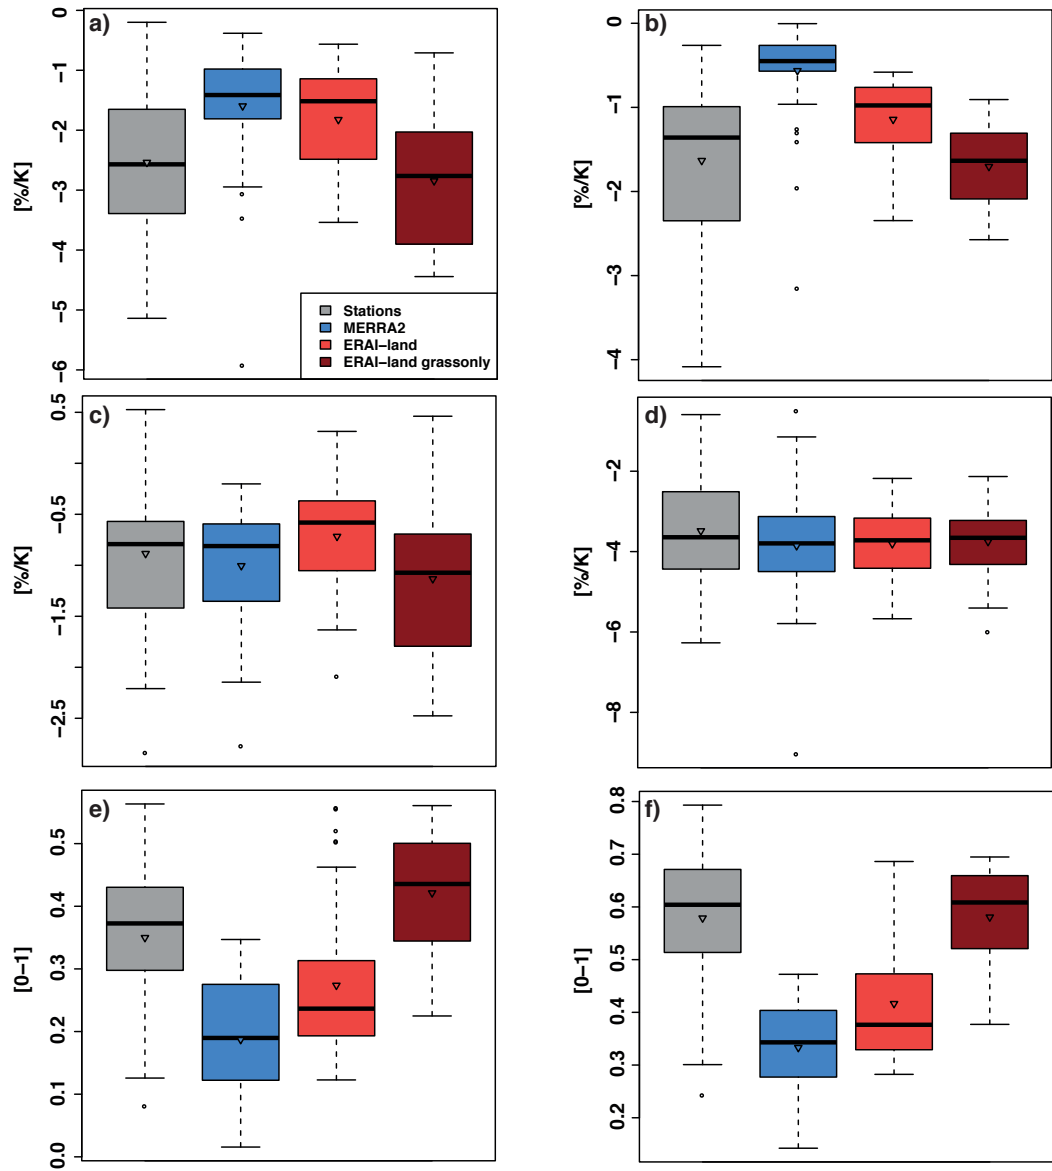 a)
[%/K]
0
−1
−2
−3
−4
−5
−6
Stations
MERRA2
ERAI−land
ERAI−land grassonly
b)
[%/K]
0
−1
−2
−3
−4
c)
[%/K]
0.5
−0.5
−1.5
−2.5
d)
[%/K]
−2
−4
−6
−8
e)
[0−1]
0.5
0.4
0.3
0.2
0.1
0.0
f)
[0−1]
0.8
0.7
0.6
0.5
0.4
0.3
0.2